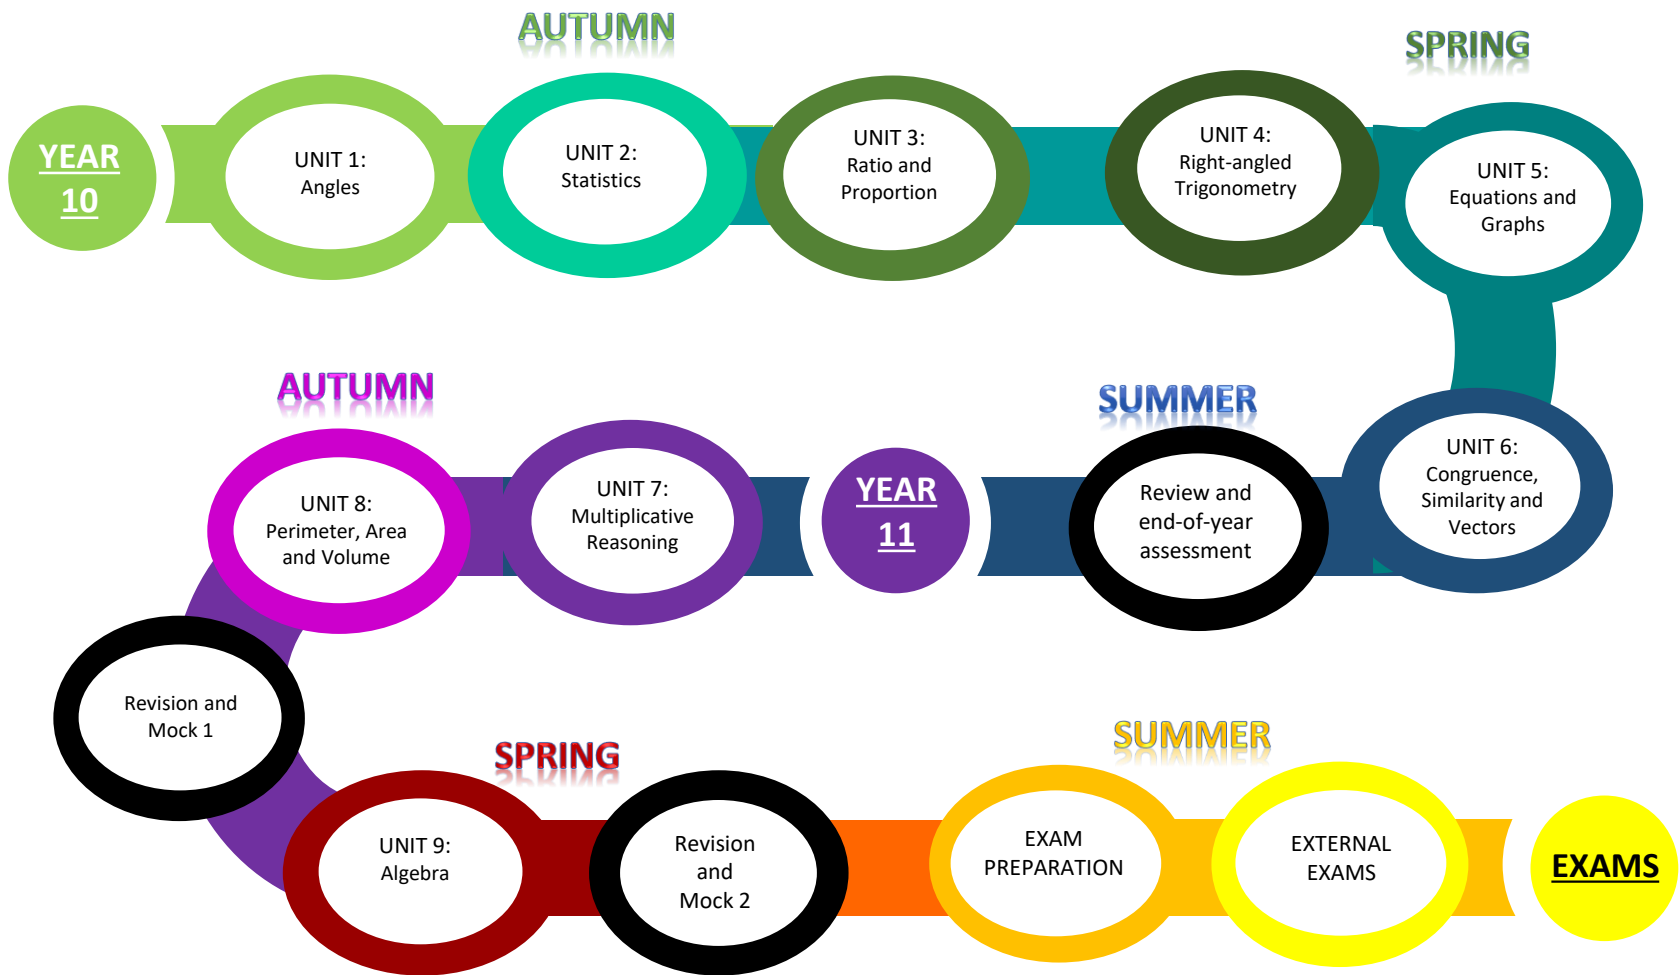 AUTUMN
SPRING
YEAR
10
UNIT 1:
Angles
UNIT 2:
Statistics
UNIT 3:
Ratio and
Proportion
UNIT 4:
Right-angled
Trigonometry
UNIT 5:
Equations and
Graphs
AUTUMN
SUMMER
UNIT 6:
Congruence,
Similarity and
Vectors
Review and
end-of-year
assessment
YEAR
11
UNIT 7:
Multiplicative
Reasoning
UNIT 8:
Perimeter, Area
and Volume
Revision and
Mock 1
SPRING
SUMMER
UNIT 9:
Algebra
Revision
and
Mock 2
EXAM
PREPARATION
EXTERNAL
EXAMS
EXAMS